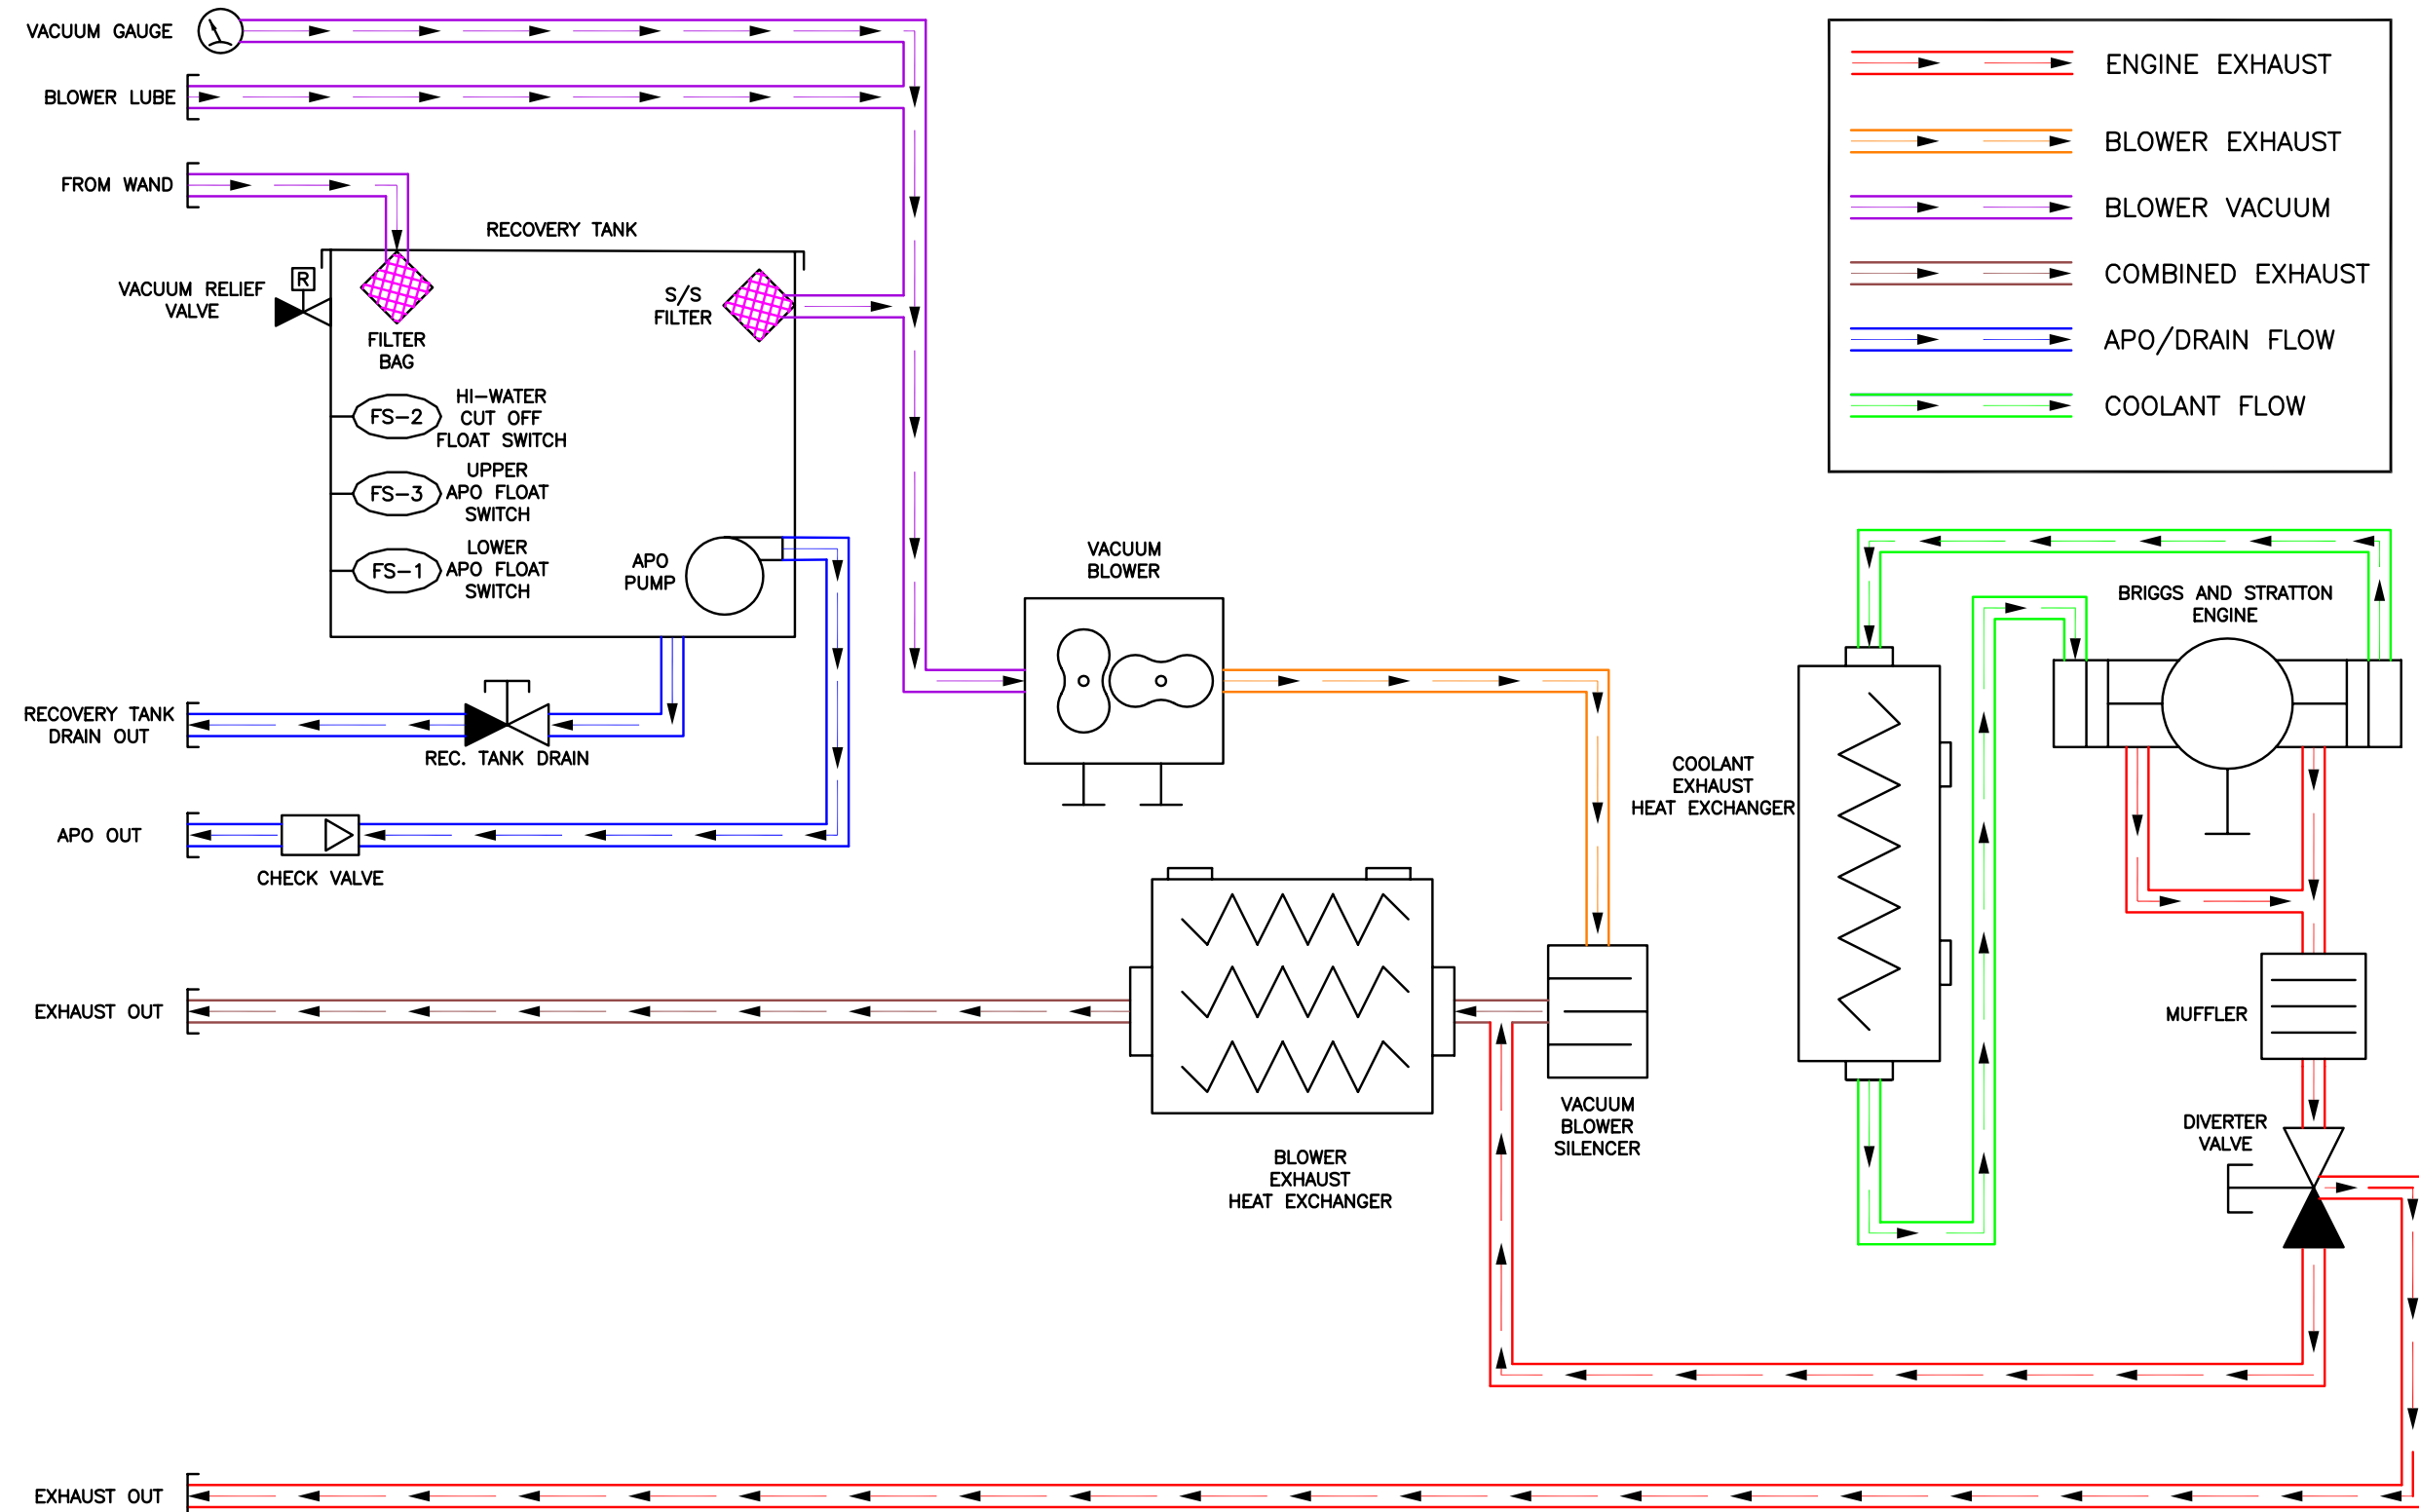 VACUUM GAUGE
BLOWER LUBE
FROM WAND
RECOVERY TANK
VACUUM RELIEF
VALVE
R
FILTER
BAG
S/S
FILTER
FS-2
HI-WATER
CUT OFF
FLOAT SWITCH
FS-3
UPPER
APO FLOAT
SWITCH
FS-1
LOWER
APO FLOAT
SWITCH
APO
PUMP
RECOVERY TANK
DRAIN OUT
REC. TANK DRAIN
APO OUT
CHECK VALVE
EXHAUST OUT
EXHAUST OUT
VACUUM
BLOWER
BLOWER
EXHAUST
HEAT EXCHANGER
VACUUM
BLOWER
SILENCER
COOLANT
EXHAUST
HEAT EXCHANGER
BRIGGS AND STRATTON
ENGINE
MUFFLER
DIVERTER
VALVE
ENGINE EXHAUST
BLOWER EXHAUST
BLOWER VACUUM
COMBINED EXHAUST
APO/DRAIN FLOW
COOLANT FLOW